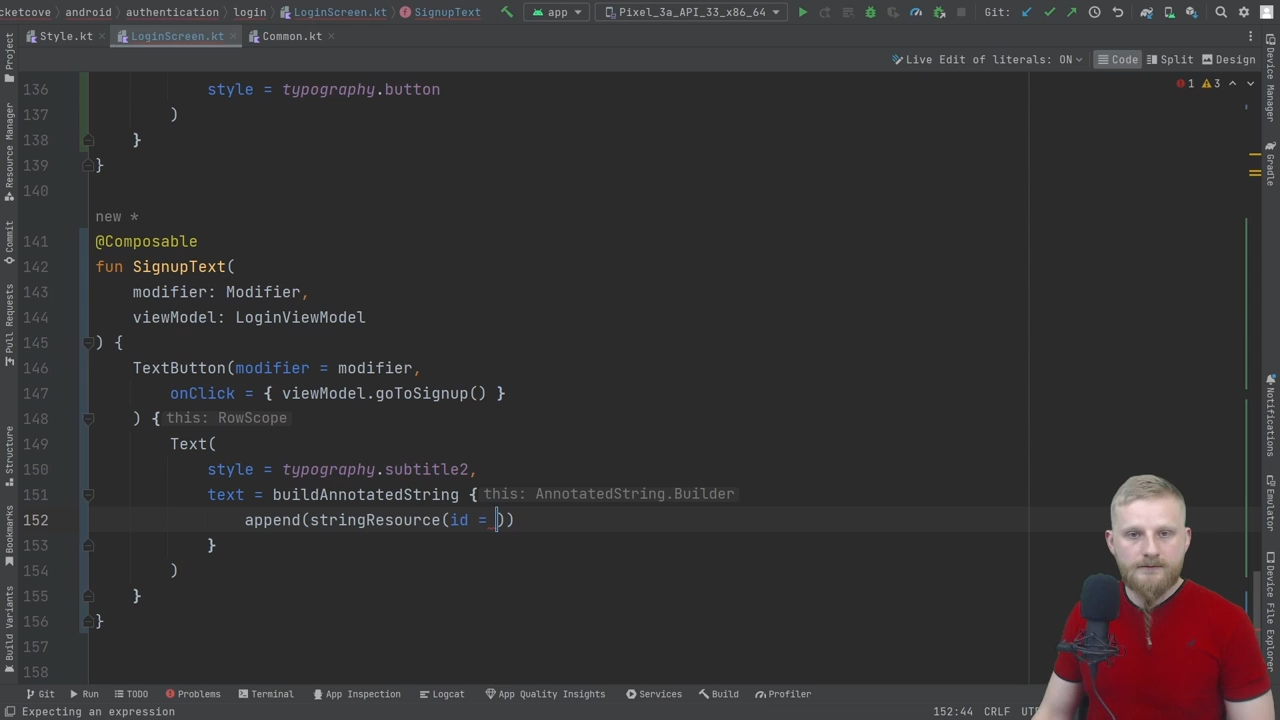 cketcove
android
authentication
login
LoginScreen.kt
SignupText
app
Pixel_3a_API_33_x86_64
Git:
Style.kt
LoginScreen.kt
Common.kt
Live Edit of literals: ON
Code
Split
Design
1
3
136 style = typography.button
137 )
138 }
139 }
140
new *
141 @Composable
142 fun SignupText(
143 modifier: Modifier,
144 viewModel: LoginViewModel
145 ) {
146 TextButton(modifier = modifier,
147 onClick = { viewModel.goToSignup() }
148 ) { this: RowScope
149 Text(
150 style = typography.subtitle2,
151 text = buildAnnotatedString { this: AnnotatedString.Builder
152 append(stringResource(id = ))
153 }
154 )
155 }
156 }
157
158
Project
Resource Manager
Commit
Pull Requests
Structure
Bookmarks
Build Variants
Device Manager
Gradle
Notifications
Emulator
Device File Explorer
Git
Run
TODO
Problems
Terminal
App Inspection
Logcat
App Quality Insights
Services
Build
Profiler
Expecting an expression
152:44
CRLF